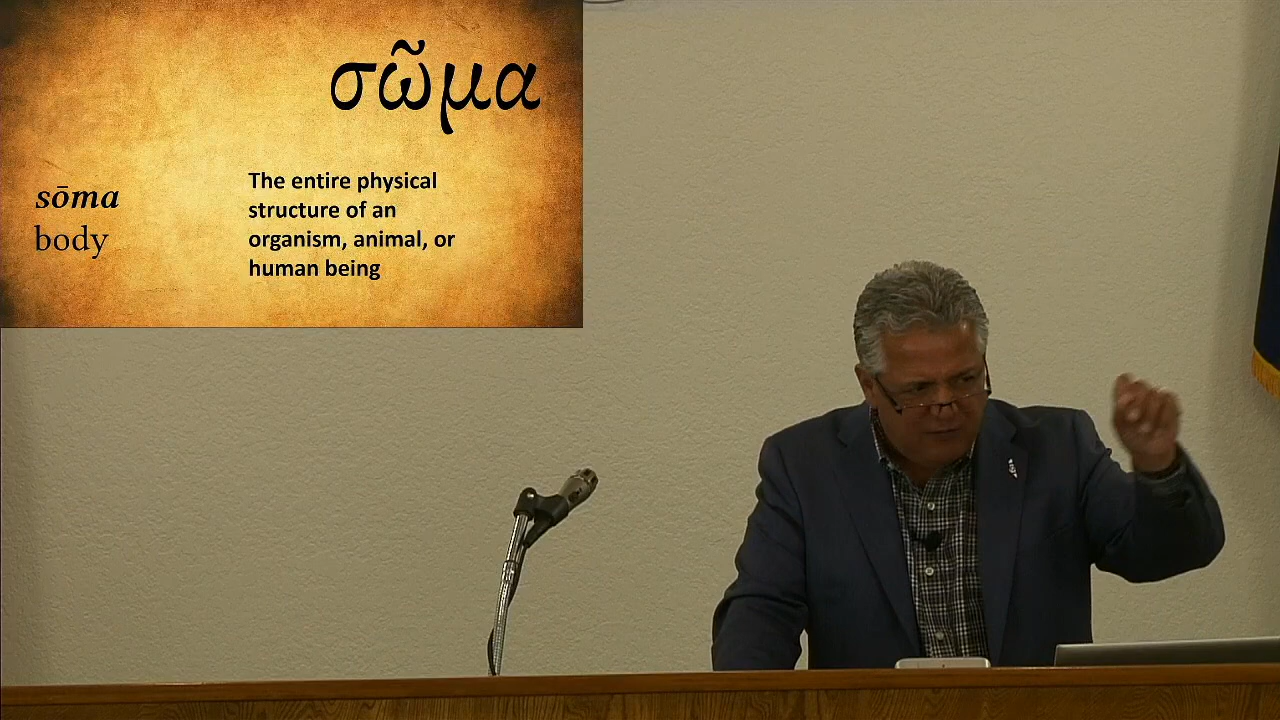 σῶμα
sōma
body
The entire physical
structure of an
organism, animal, or
human being